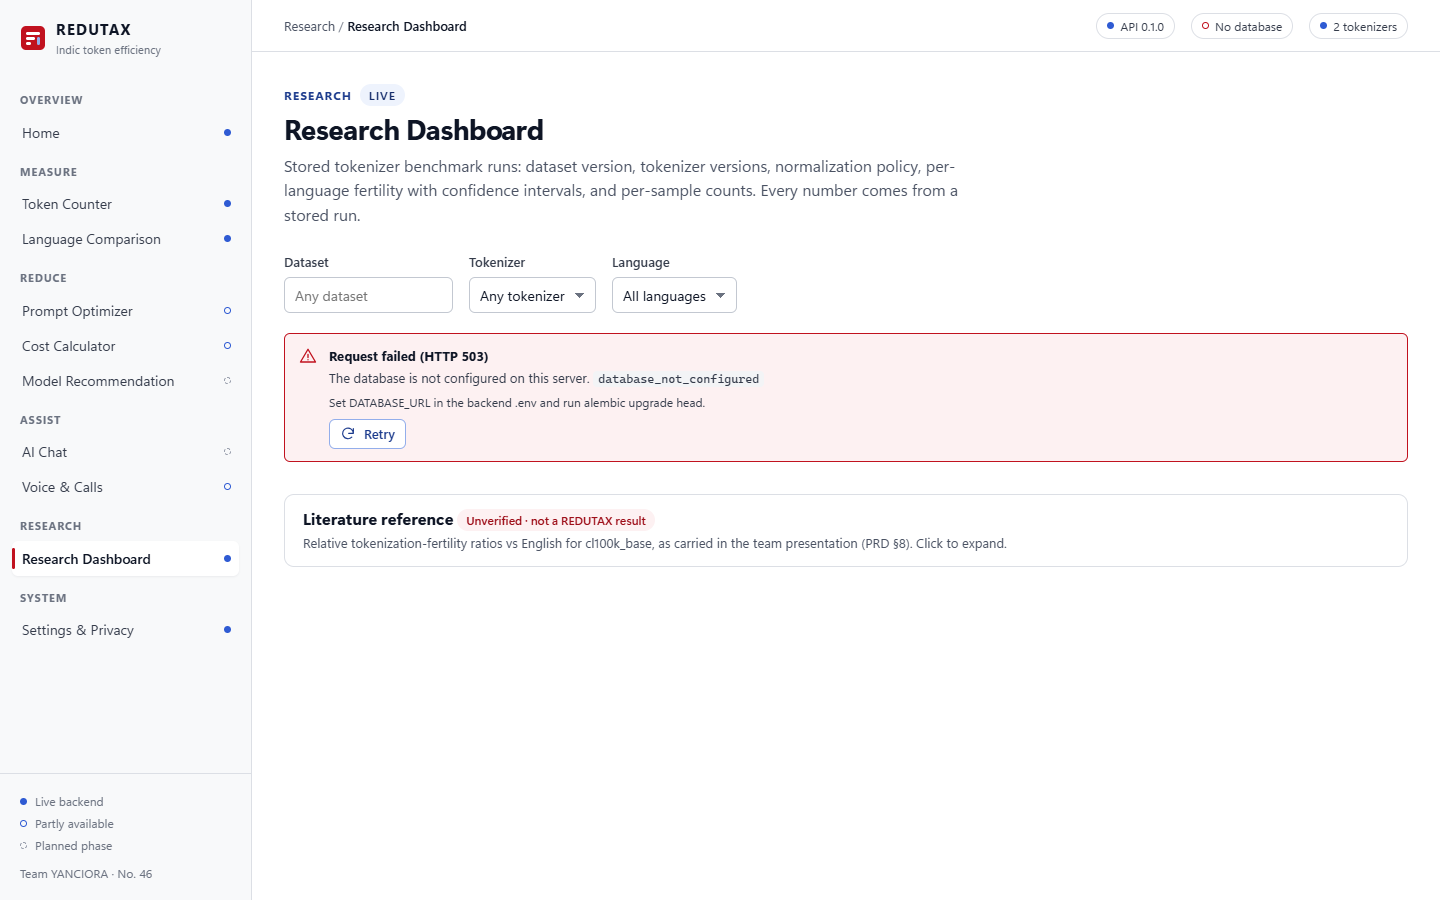 REDUTAX
Indic token efficiency
OVERVIEW
Home
MEASURE
Token Counter
Language Comparison
REDUCE
Prompt Optimizer
Cost Calculator
Model Recommendation
ASSIST
AI Chat
Voice & Calls
RESEARCH
Research Dashboard
SYSTEM
Settings & Privacy
Live backend
Partly available
Planned phase
Team YANCIORA · No. 46
Research / Research Dashboard
API 0.1.0
No database
2 tokenizers
RESEARCH LIVE
Research Dashboard
Stored tokenizer benchmark runs: dataset version, tokenizer versions, normalization policy, per-
language fertility with confidence intervals, and per-sample counts. Every number comes from a
stored run.
Dataset Tokenizer Language
Any dataset Any tokenizer All languages
Request failed (HTTP 503)
The database is not configured on this server. database_not_configured
Set DATABASE_URL in the backend .env and run alembic upgrade head.
Retry
Literature reference Unverified · not a REDUTAX result
Relative tokenization-fertility ratios vs English for cl100k_base, as carried in the team presentation (PRD §8). Click to expand.